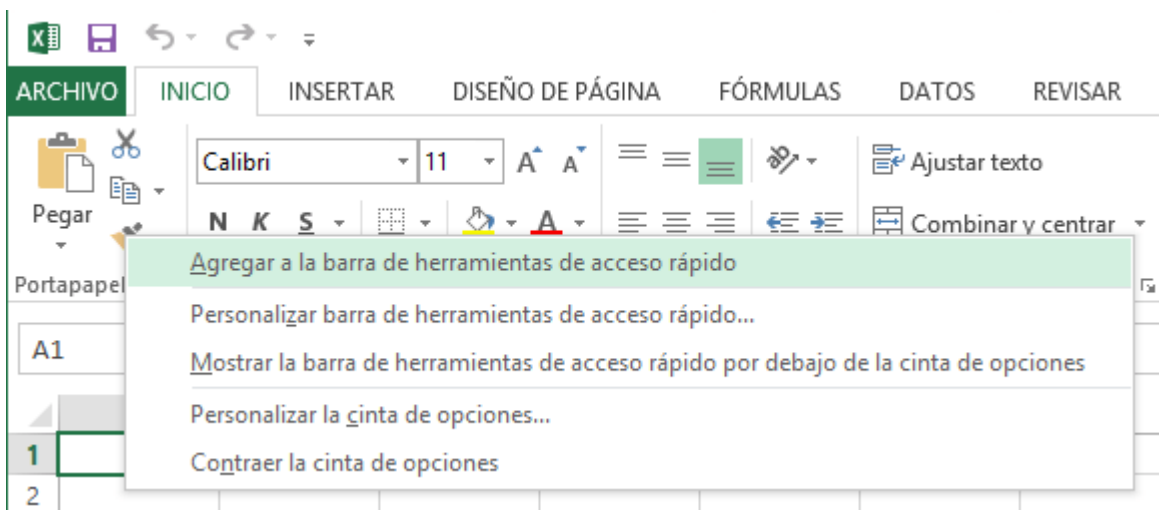 ARCHIVO INICIO INSERTAR DISEÑO DE PÁGINA FÓRMULAS DATOS REVISAR
Calibri 11 A A Ajustar texto
Pegar N K S A Combinar y centrar
Agregar a la barra de herramientas de acceso rápido
Portapapel
Personalizar barra de herramientas de acceso rápido...
A1
Mostrar la barra de herramientas de acceso rápido por debajo de la cinta de opciones
Personalizar la cinta de opciones...
1
Contraer la cinta de opciones
2